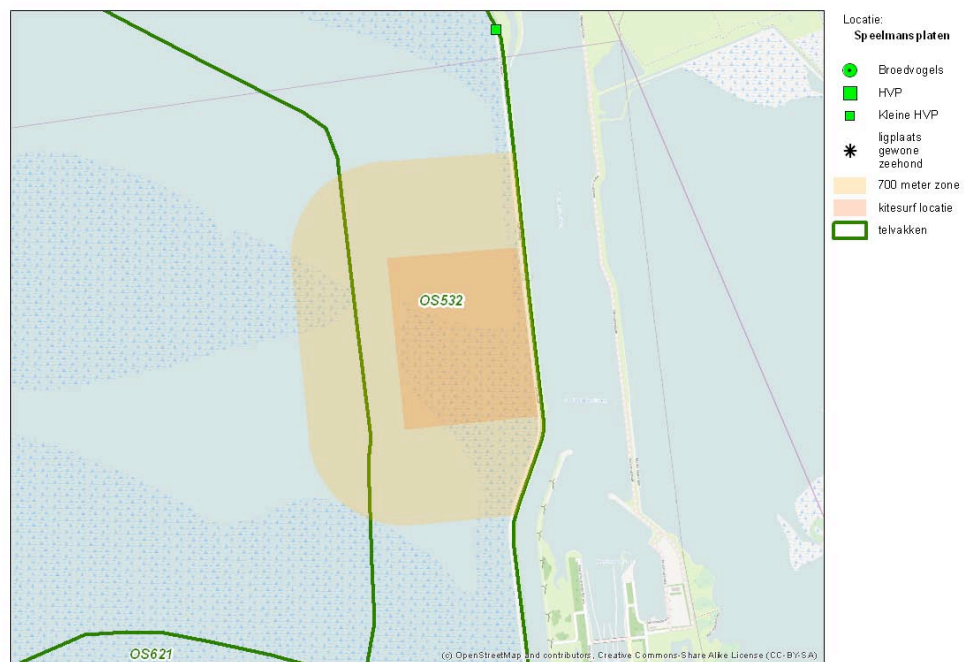 Locatie:
Speelmansplaten
Broedvogels
HVP
Kleine HVP
ligplaats
gewone
zeehond
700 meter zone
kitesurf locatie
telvakken
OS532
OS621
(c) OpenStreetMap and contributors, Creative Commons-Share Alike License (CC-BY-SA)